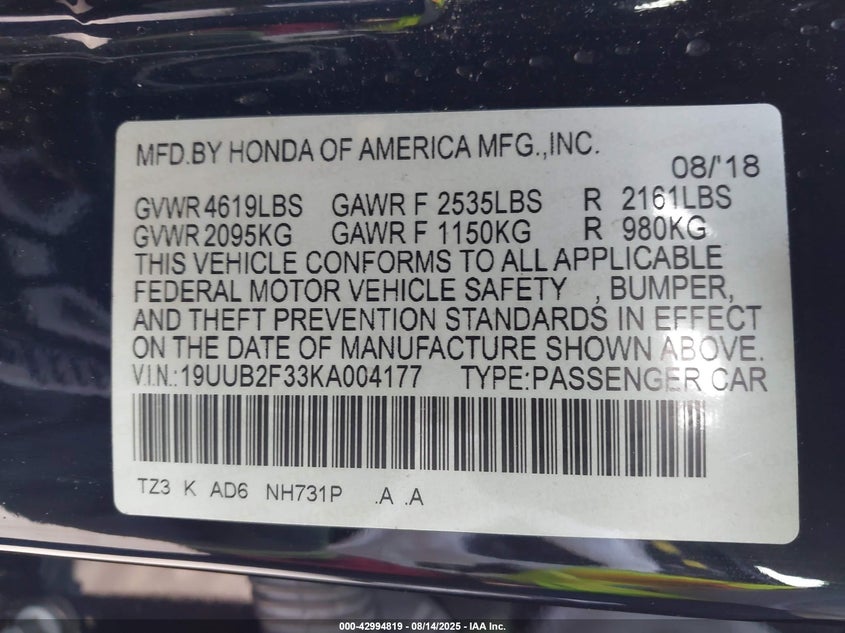 MFD.BY HONDA OF AMERICA MFG.,INC.
08/'18
GVWR 4619LBS GAWR F 2535LBS R 2161LBS
GVWR 2095KG GAWR F 1150KG R 980KG
THIS VEHICLE CONFORMS TO ALL APPLICABLE
FEDERAL MOTOR VEHICLE SAFETY , BUMPER,
AND THEFT PREVENTION STANDARDS IN EFFECT
ON THE DATE OF MANUFACTURE SHOWN ABOVE.
V.I.N.:19UUB2F33KA004177 TYPE:PASSENGER CAR
TZ3 K AD6 NH731P .A .A
000-42994819 - 08/14/2025 - IAA Inc.